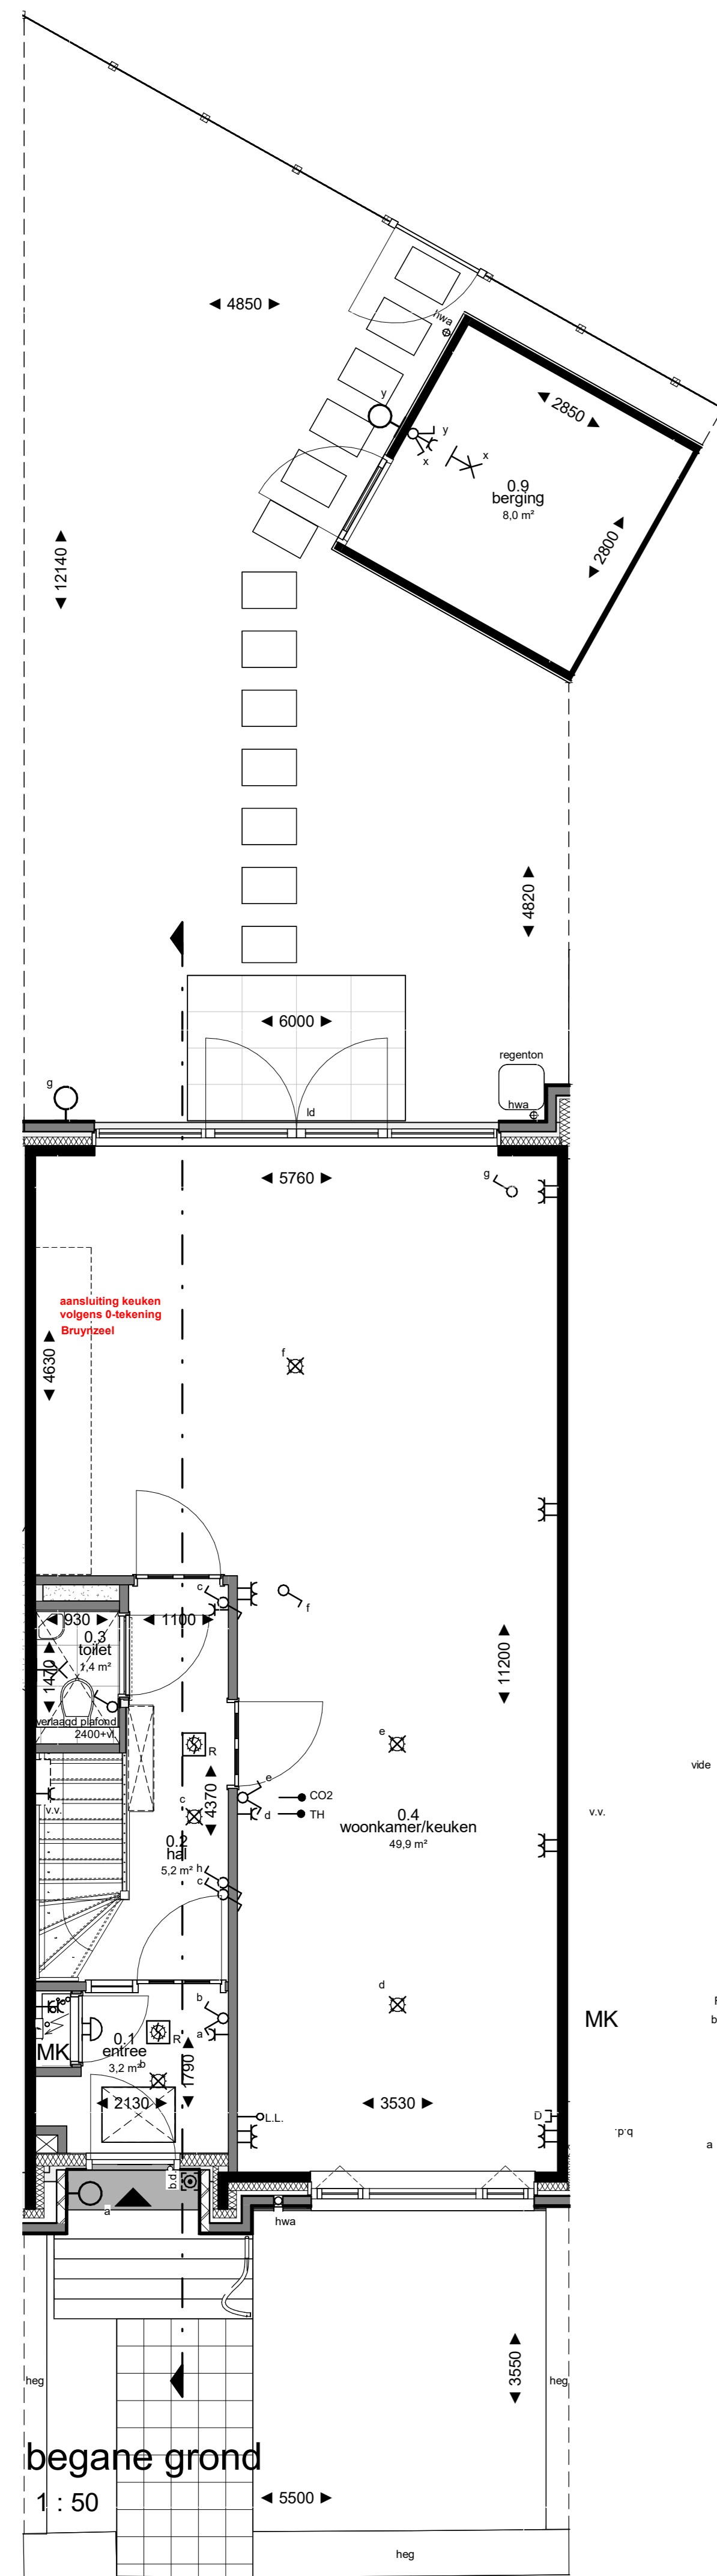 4850
hwa
y
y
x
x
2850
0.9
berging
8,0 m²
2800
12140
4820
6000
regenton
g
hwa
ld
5760
g
aansluiting keuken
volgens 0-tekening
Bruynzeel
4630
f
c
f
930
1100
0.3
toilet
1,4 m²
1470
11200
verlaagd plafond
2400+vl
e
R
vide
e
CO2
4370
d
TH
c
v.v.
0.4
woonkamer/keuken
49,9 m²
v.v.
0.2
hal
5,2 m²
h
c
d
b
a
MK
b
0.1
entree
3,2 m²
R
b
MK
1790
2130
3530
L.L.
D
a
b.d.
a
hwa
3550
heg
heg
begane grond
1 : 50
5500
heg